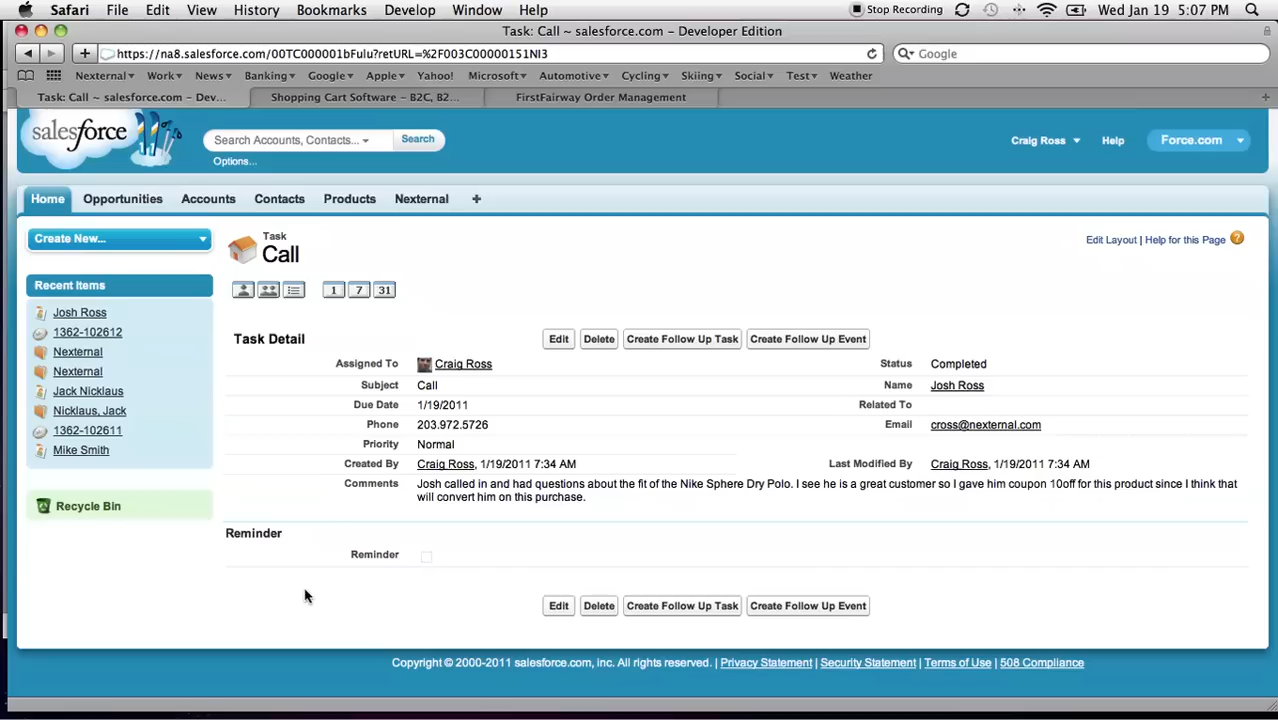 Safari File Edit View History Bookmarks Develop Window Help Stop Recording Wed Jan 19 5:07 PM
Task: Call ~ salesforce.com - Developer Edition
https://na8.salesforce.com/00TC000001bFulu?retURL=%2F003C00000151NI3 Google
Nexternal Work News Banking Google Apple Yahoo! Microsoft Automotive Cycling Skiing Social Test Weather
Task: Call ~ salesforce.com - Dev... Shopping Cart Software – B2C, B2... FirstFairway Order Management
salesforce Search Accounts, Contacts... Search Craig Ross Help Force.com
Options...
Home Opportunities Accounts Contacts Products Nexternal +
Create New...
Task
Call
Edit Layout | Help for this Page ?
Recent Items
Josh Ross
1362-102612
Nexternal
Nexternal
Jack Nicklaus
Nicklaus, Jack
1362-102611
Mike Smith
Recycle Bin
1 7 31
Task Detail Edit Delete Create Follow Up Task Create Follow Up Event
Assigned To Craig Ross Status Completed
Subject Call Name Josh Ross
Due Date 1/19/2011 Related To
Phone 203.972.5726 Email cross@nexternal.com
Priority Normal
Created By Craig Ross, 1/19/2011 7:34 AM Last Modified By Craig Ross, 1/19/2011 7:34 AM
Comments Josh called in and had questions about the fit of the Nike Sphere Dry Polo. I see he is a great customer so I gave him coupon 10off for this product since I think that
will convert him on this purchase.
Reminder
Reminder
Edit Delete Create Follow Up Task Create Follow Up Event
Copyright © 2000-2011 salesforce.com, inc. All rights reserved. | Privacy Statement | Security Statement | Terms of Use | 508 Compliance